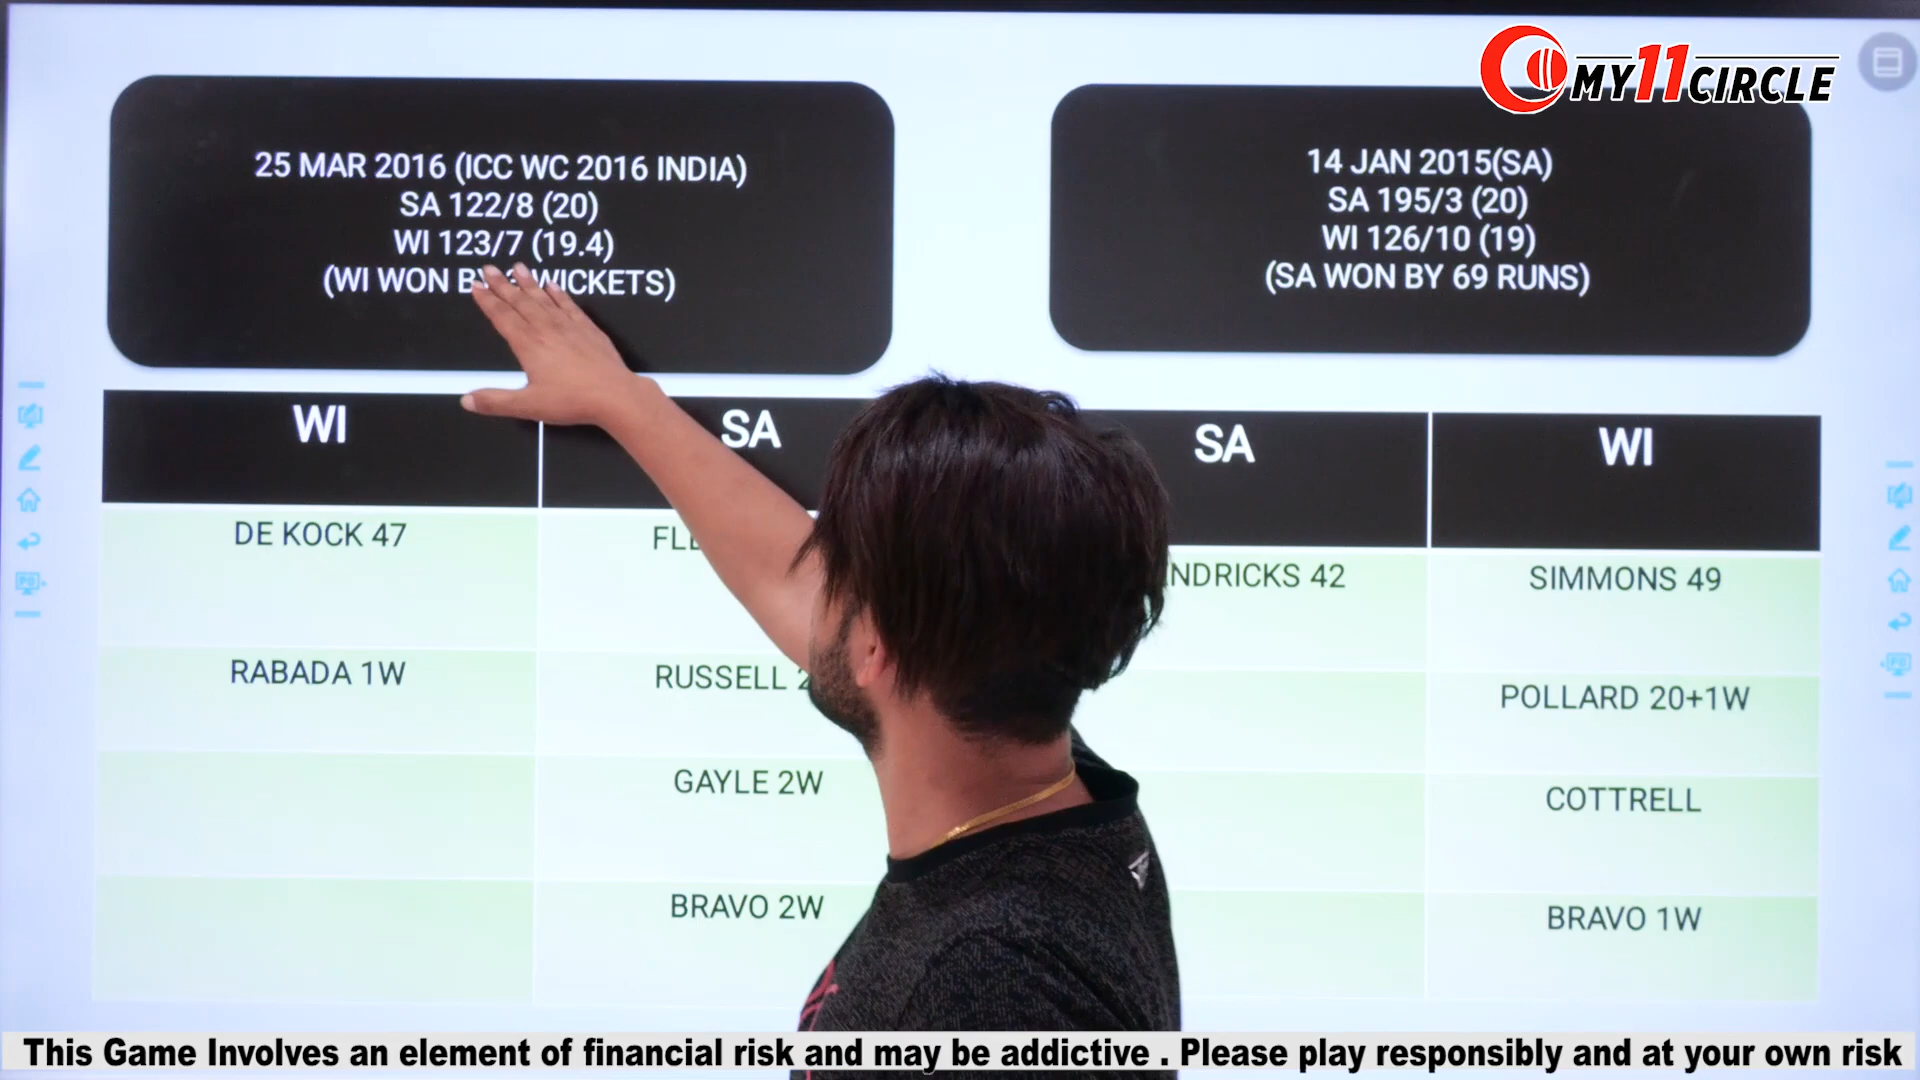 MY11CIRCLE
25 MAR 2016 (ICC WC 2016 INDIA)
SA 122/8 (20)
WI 123/7 (19.4)
(WI WON BY 3 WICKETS)
14 JAN 2015(SA)
SA 195/3 (20)
WI 126/10 (19)
(SA WON BY 69 RUNS)
WI
SA
DE KOCK 47
RABADA 1W
RUSSELL
GAYLE 2W
BRAVO 2W
SA
WI
NDRICKS 42
SIMMONS 49
POLLARD 20+1W
COTTRELL
BRAVO 1W
This Game Involves an element of financial risk and may be addictive . Please play responsibly and at your own risk